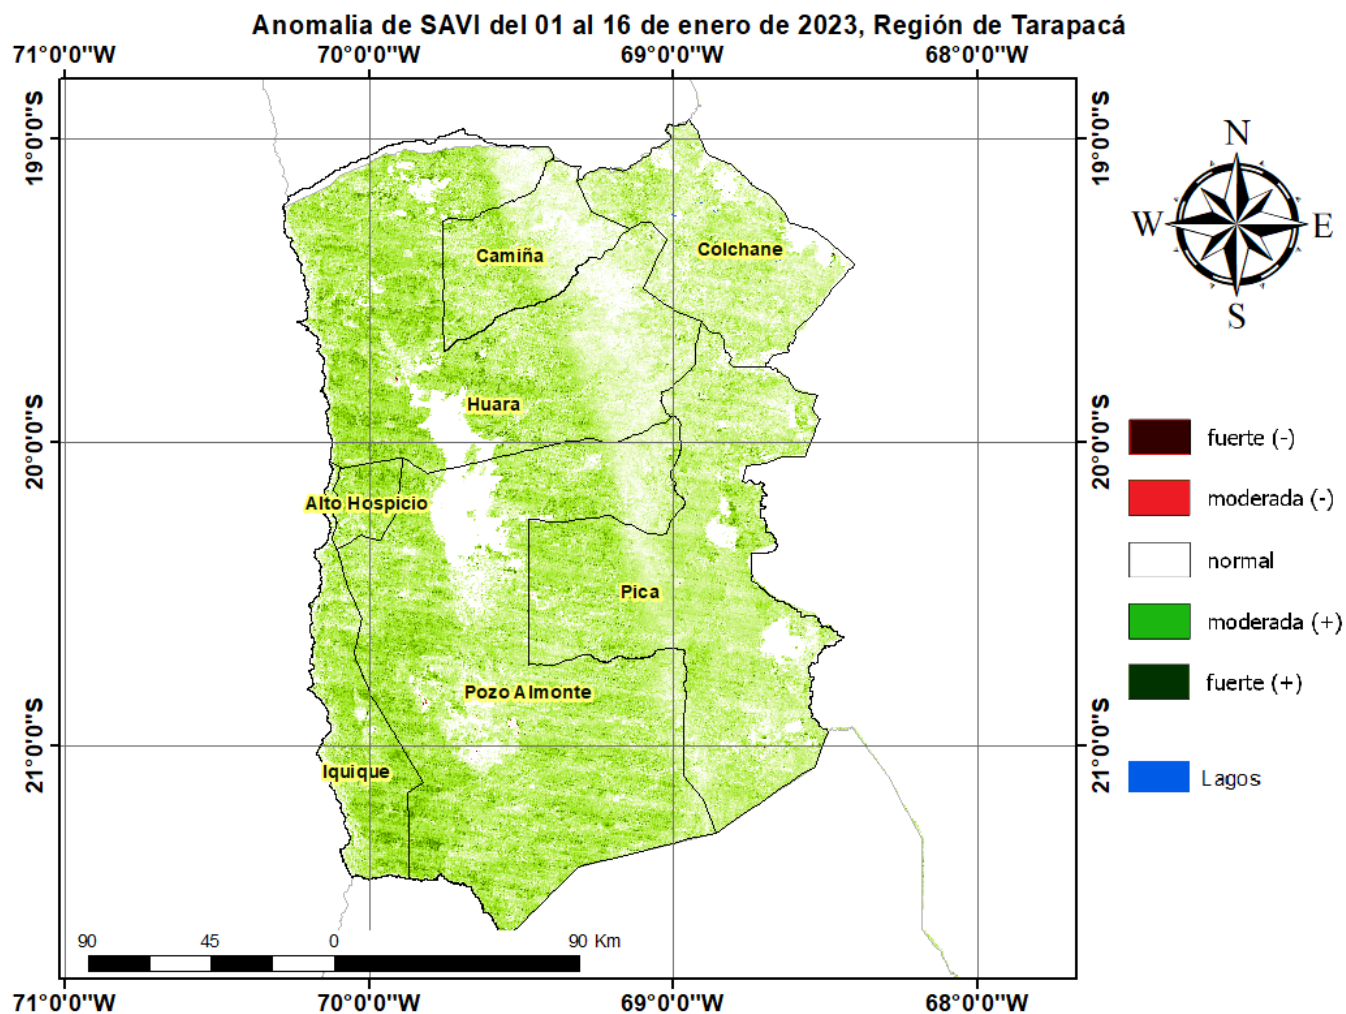 Anomalia de SAVI del 01 al 16 de enero de 2023, Región de Tarapacá
71°0'0"W 70°0'0"W 69°0'0"W 68°0'0"W
19°0'0"S 19°0'0"S
N
W E
S
Camiña
Colchane
Huara
20°0'0"S 20°0'0"S
fuerte (-)
Alto Hospicio
moderada (-)
normal
Pica
moderada (+)
fuerte (+)
Pozo Almonte
21°0'0"S 21°0'0"S
Iquique
Lagos
90 45 0 90 Km
71°0'0"W 70°0'0"W 69°0'0"W 68°0'0"W